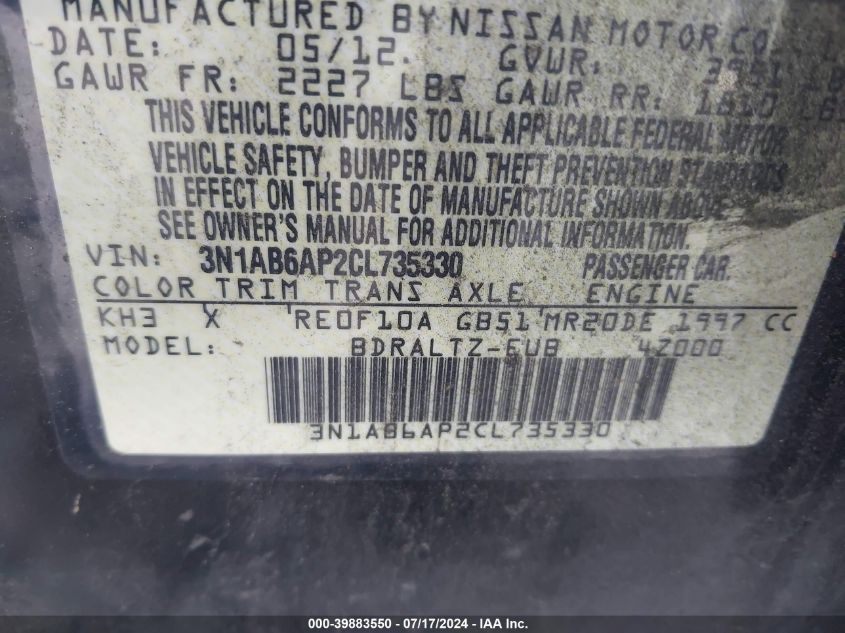 MANUFACTURED BY NISSAN MOTOR CO.
DATE: 05/12. GVWR:
GAWR FR: 2227 LBS GAWR RR: 1810 LBS
THIS VEHICLE CONFORMS TO ALL APPLICABLE FEDERAL MOTOR
VEHICLE SAFETY, BUMPER AND THEFT PREVENTION STANDARDS
IN EFFECT ON THE DATE OF MANUFACTURE SHOWN ABOVE.
SEE OWNER'S MANUAL FOR ADDITIONAL INFORMATION.
VIN: 3N1AB6AP2CL735330 PASSENGER CAR.
COLOR TRIM TRANS AXLE ENGINE
KH3 X RE0F10A GB51 MR20DE 1997 CC
MODEL: BDRALTZ-EUB 4Z000
3N1AB6AP2CL735330
000-39883550 / 07/17/2024 - IAA Inc.